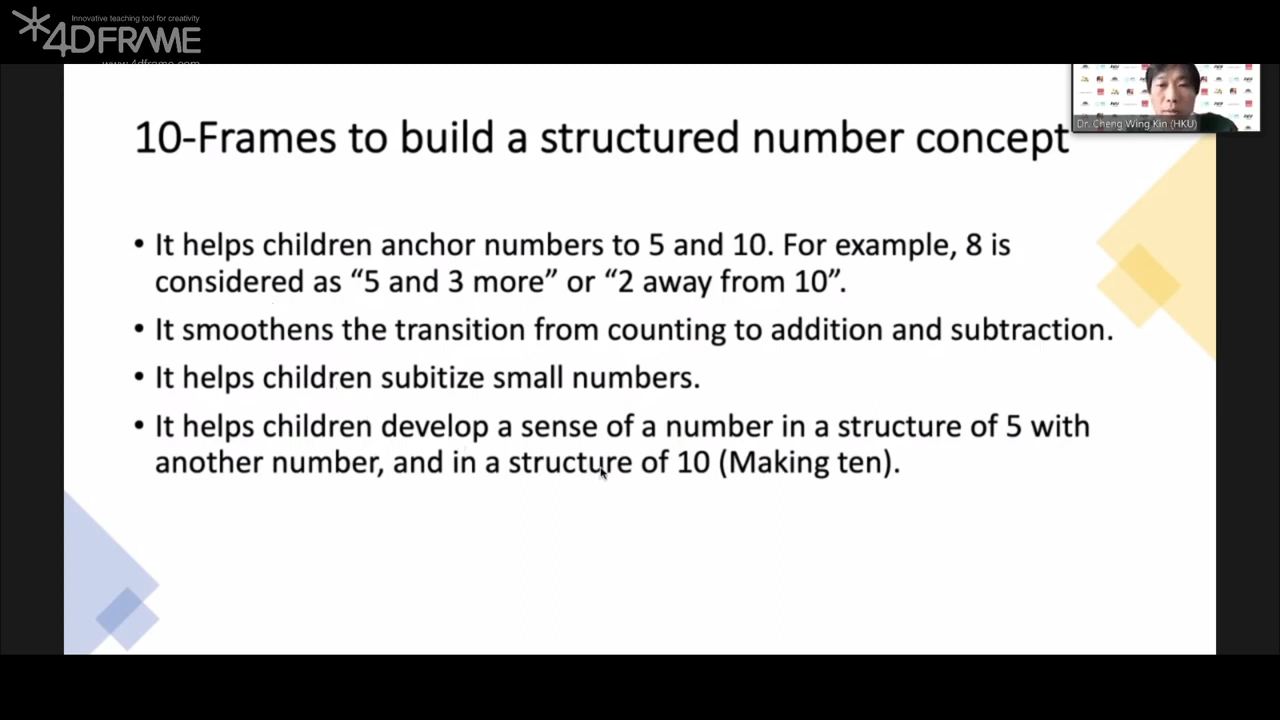 Innovative teaching tool for creativity
4DFRAME
www.4dframe.com
Dr. Cheng Wing Kin (HKU)
10-Frames to build a structured number concept
• It helps children anchor numbers to 5 and 10. For example, 8 is
considered as “5 and 3 more” or “2 away from 10”.
• It smoothens the transition from counting to addition and subtraction.
• It helps children subitize small numbers.
• It helps children develop a sense of a number in a structure of 5 with
another number, and in a structure of 10 (Making ten).